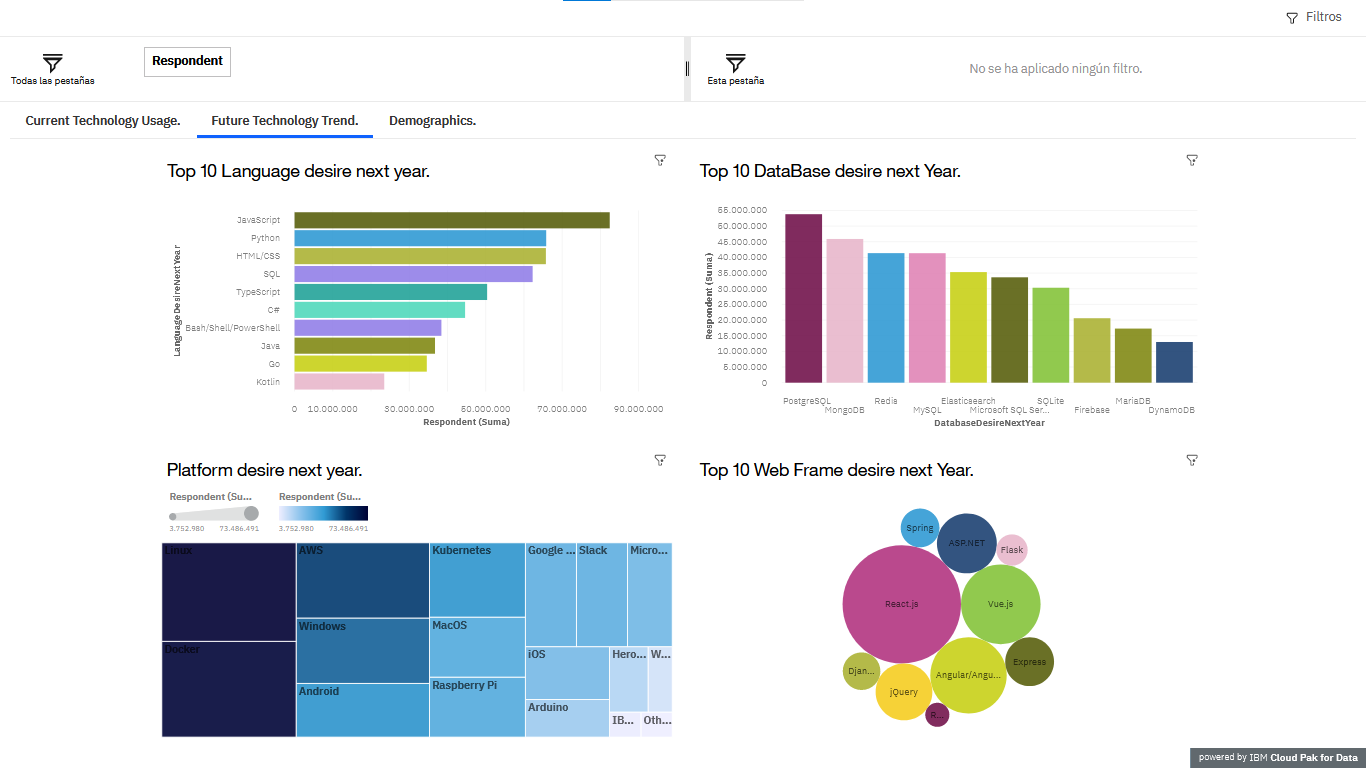 Filtros
Todas las pestañas
Respondent
Esta pestaña
No se ha aplicado ningún filtro.
Current Technology Usage.
Future Technology Trend.
Demographics.
Top 10 Language desire next year.
LanguageDesireNextYear
JavaScript
Python
HTML/CSS
SQL
TypeScript
C#
Bash/Shell/PowerShell
Java
Go
Kotlin
0 10.000.000 30.000.000 50.000.000 70.000.000 90.000.000
Respondent (Suma)
Top 10 DataBase desire next Year.
Respondent (Suma)
55.000.000
50.000.000
45.000.000
40.000.000
35.000.000
30.000.000
25.000.000
20.000.000
15.000.000
10.000.000
5.000.000
0
PostgreSQL
MongoDB
Redis
MySQL
Elasticsearch
Microsoft SQL Ser...
SQLite
Firebase
MariaDB
DynamoDB
DatabaseDesireNextYear
Platform desire next year.
Respondent (Su...
3.752.980 73.486.491
Respondent (Su...
3.752.980 73.486.491
Linux
Docker
AWS
Windows
Android
Kubernetes
MacOS
Raspberry Pi
Google ...
Slack
Micro...
iOS
Arduino
Hero...
W...
IB...
Oth...
Top 10 Web Frame desire next Year.
Spring
ASP.NET
Flask
React.js
Vue.js
Express
Djan...
jQuery
Angular/Angu...
R...
powered by IBM Cloud Pak for Data